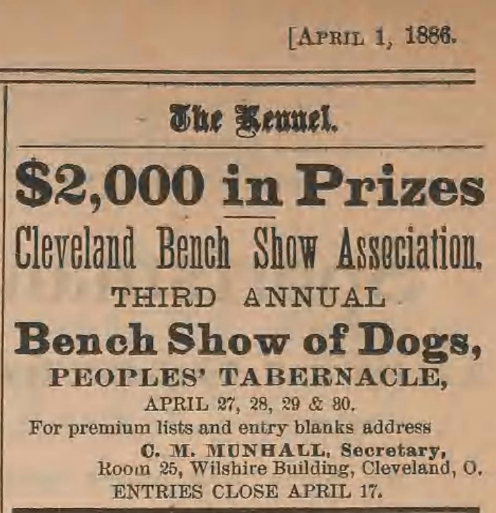 [APRIL 1, 1886.
The Kennel.
$2,000 in Prizes
Cleveland Bench Show Association.
THIRD ANNUAL
Bench Show of Dogs,
PEOPLES' TABERNACLE,
APRIL 27, 28, 29 & 30.
For premium lists and entry blanks address
C. M. MUNHALL, Secretary,
Room 25, Wilshire Building, Cleveland, O.
ENTRIES CLOSE APRIL 17.